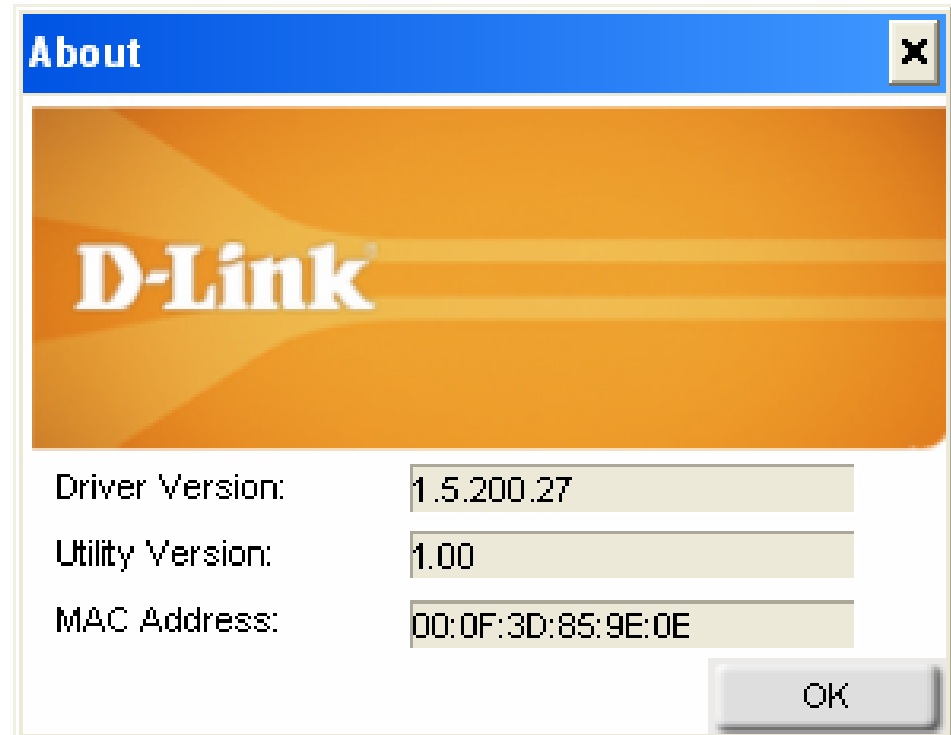 About
D-Link
Driver Version: 1.5.200.27
Utility Version: 1.00
MAC Address: 00:0F:3D:85:9E:0E
OK